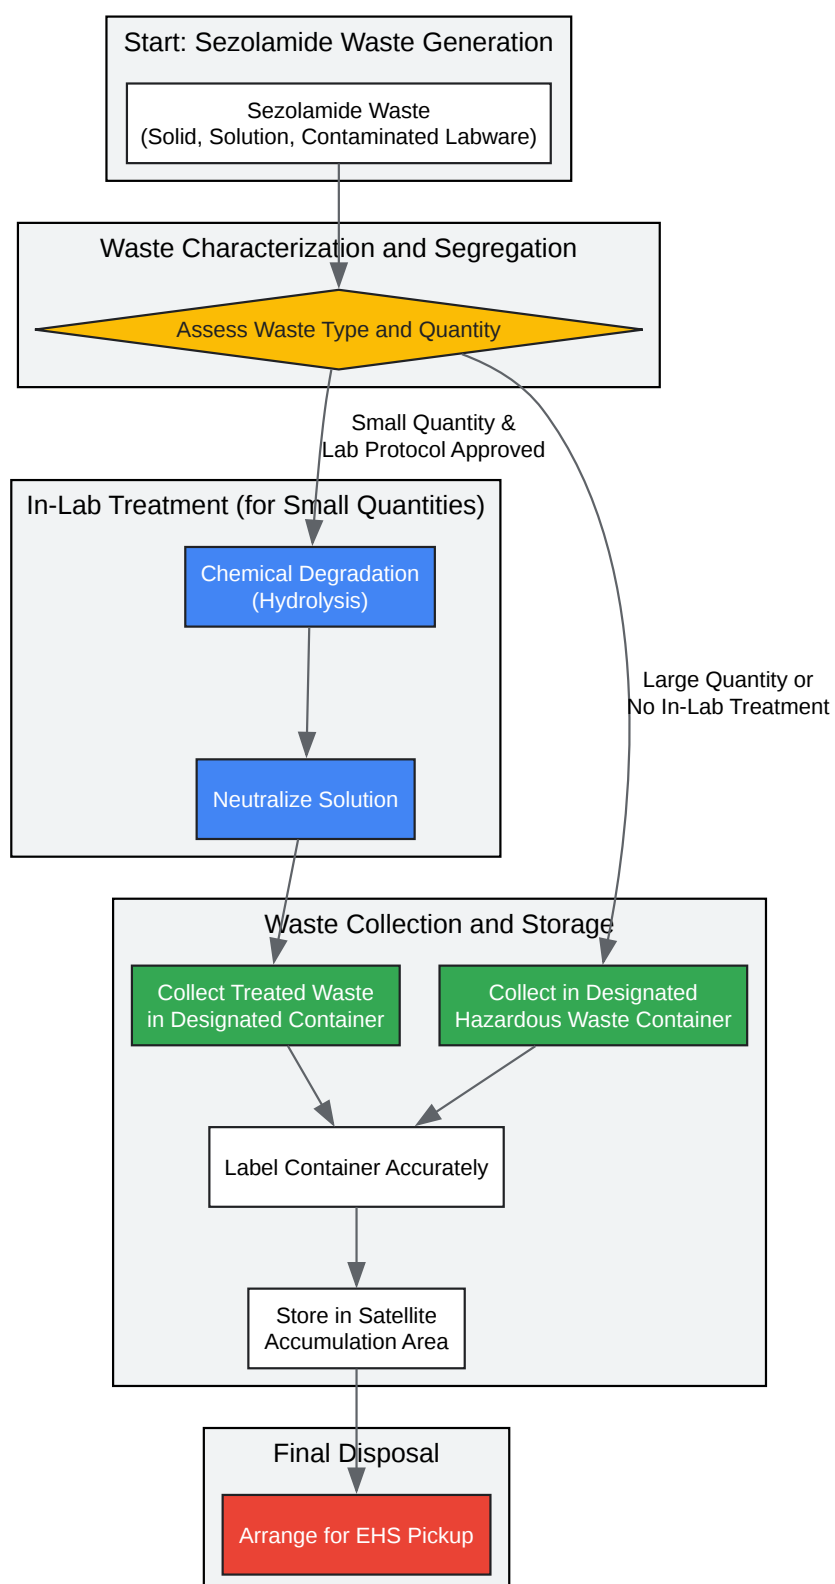 Start: Sezolamide Waste Generation
Sezolamide Waste
(Solid, Solution, Contaminated Labware)
Waste Characterization and Segregation
Assess Waste Type and Quantity
Small Quantity &
Lab Protocol Approved
In-Lab Treatment (for Small Quantities)
Chemical Degradation
(Hydrolysis)
Large Quantity or
No In-Lab Treatment
Neutralize Solution
Waste Collection and Storage
Collect Treated Waste
in Designated Container
Collect in Designated
Hazardous Waste Container
Label Container Accurately
Store in Satellite
Accumulation Area
Final Disposal
Arrange for EHS Pickup